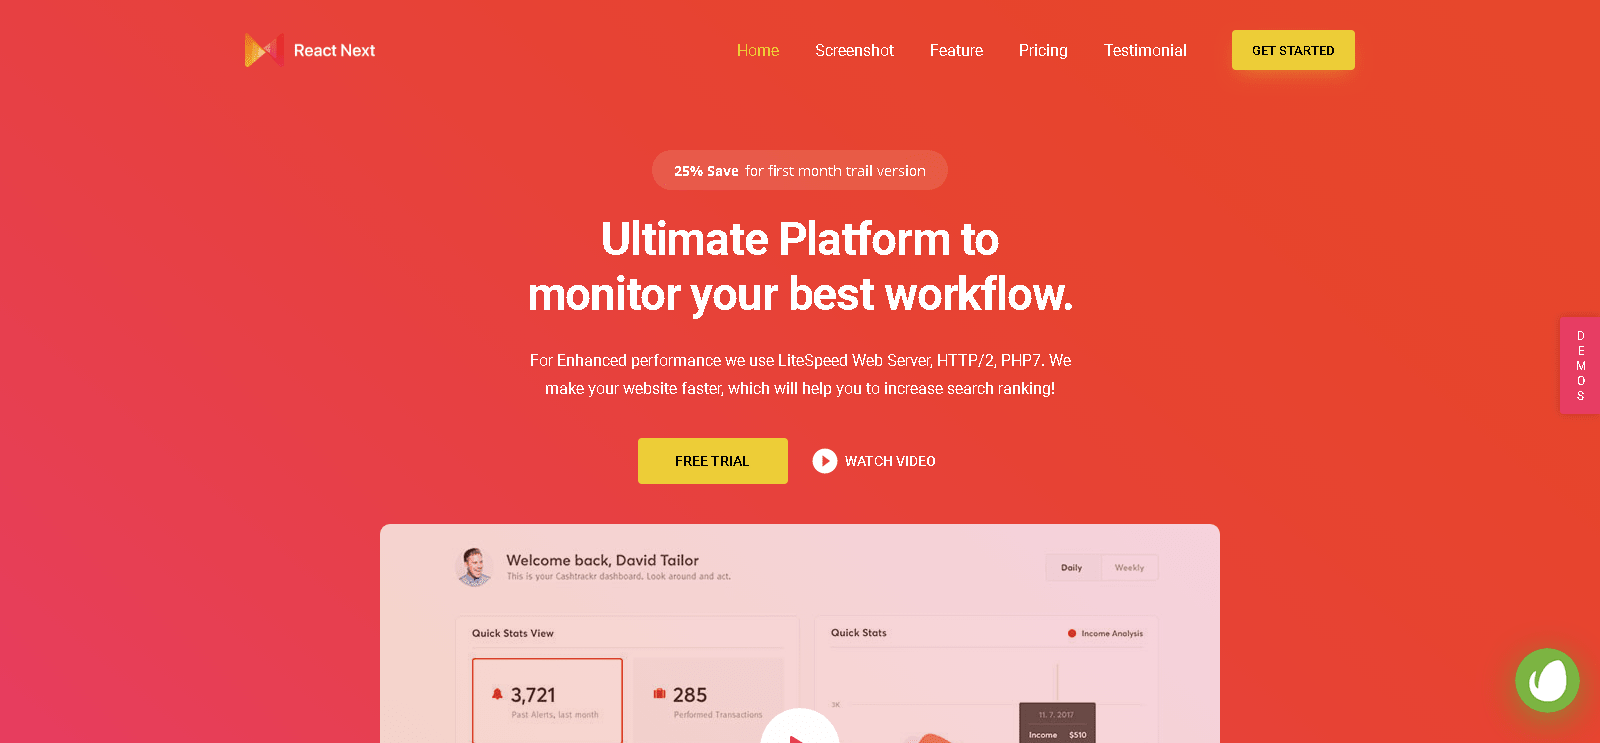 React Next
Home Screenshot Feature Pricing Testimonial GET STARTED
25% Save for first month trail version
Ultimate Platform to
monitor your best workflow.
For Enhanced performance we use LiteSpeed Web Server, HTTP/2, PHP7. We
make your website faster, which will help you to increase search ranking!
FREE TRIAL WATCH VIDEO
DEMOS
Welcome back, David Tailor
This is your Cashtrackr dashboard. Look around and act.
Daily Weekly
Quick Stats View
3,721
Past Alerts, last month
285
Performed Transactions
Quick Stats
Income Analysis
3K
11. 7. 2017
Income $510